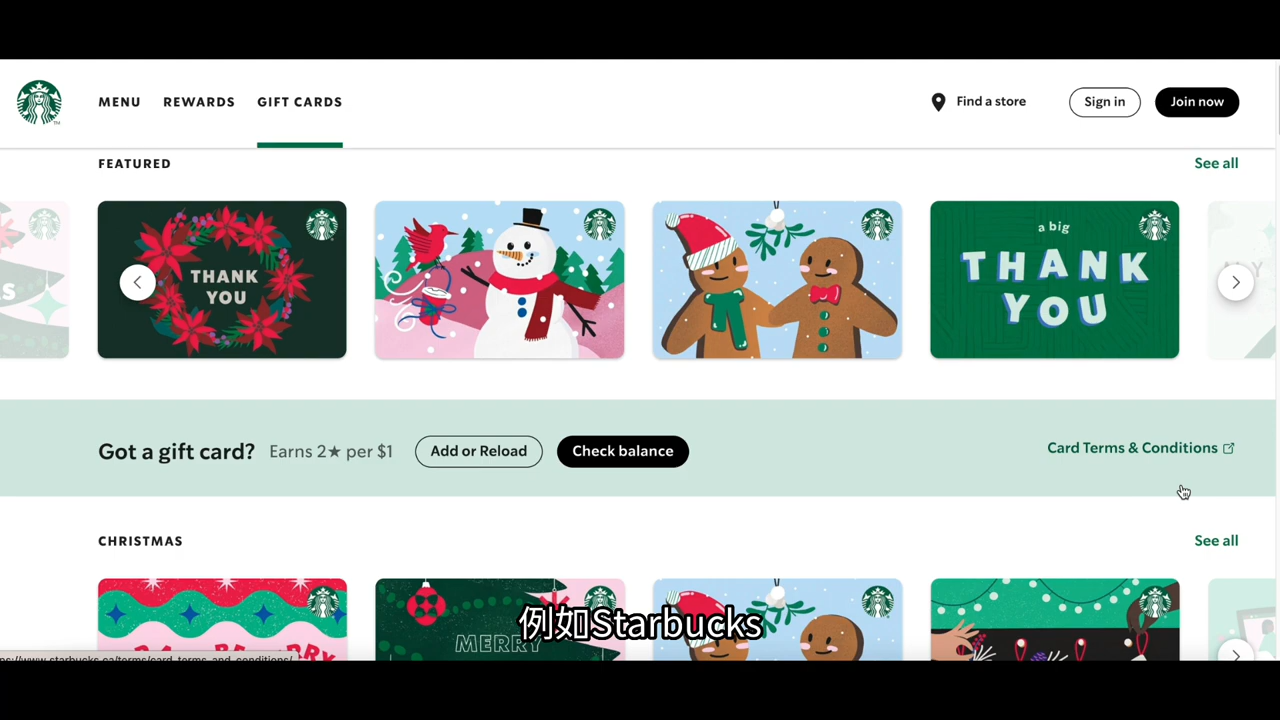 MENU REWARDS GIFT CARDS Find a store Sign in Join now
FEATURED See all
THANK
YOU
a big
THANK
YOU
Got a gift card? Earns 2★ per $1 Add or Reload Check balance Card Terms & Conditions
CHRISTMAS See all
MERRY
例如Starbucks